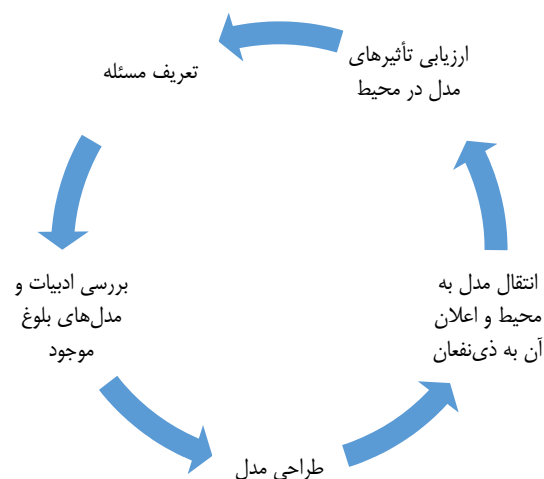 تعریف مسئله
بررسی ادبیات و
مدل‌های بلوغ
موجود
طراحی مدل
انتقال مدل به
محیط و اعلان
آن به ذی‌نفعان
ارزیابی تأثیرهای
مدل در محیط